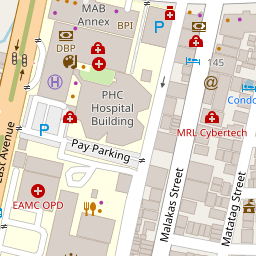 MAB
Annex
BPI
DBP
H
P
145
PHC
Hospital
Building
@
Condo
P
MRL Cybertech
Pay Parking
East Avenue
EAMC OPD
Malakas Street
Matatag Street